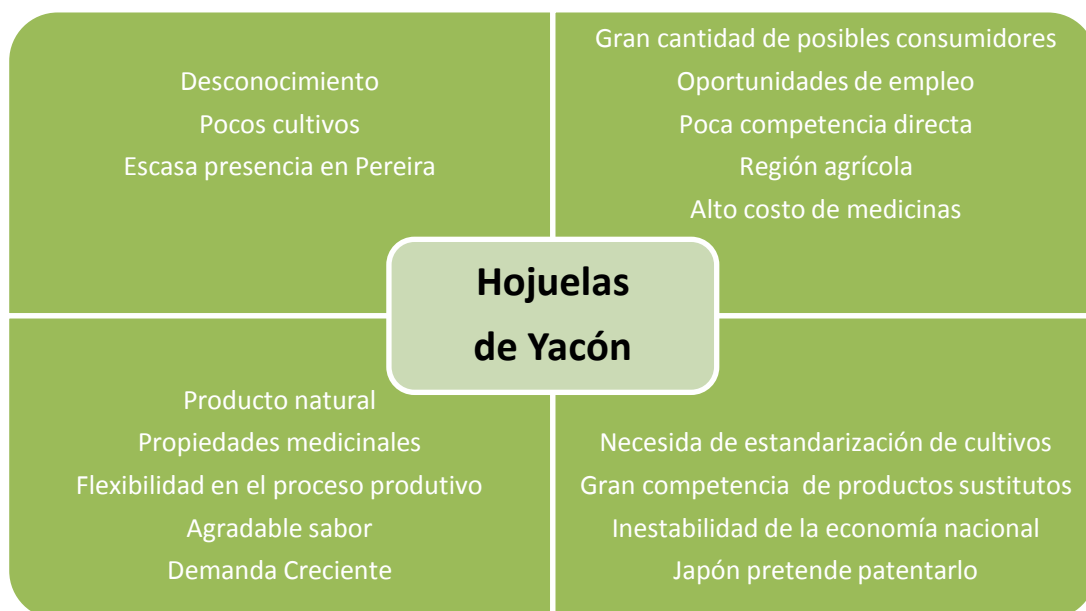 Desconocimiento
Pocos cultivos
Escasa presencia en Pereira
Gran cantidad de posibles consumidores
Oportunidades de empleo
Poca competencia directa
Región agrícola
Alto costo de medicinas
Hojuelas
de Yacón
Producto natural
Propiedades medicinales
Flexibilidad en el proceso produtivo
Agradable sabor
Demanda Creciente
Necesida de estandarización de cultivos
Gran competencia  de productos sustitutos
Inestabilidad de la economía nacional
Japón pretende patentarlo